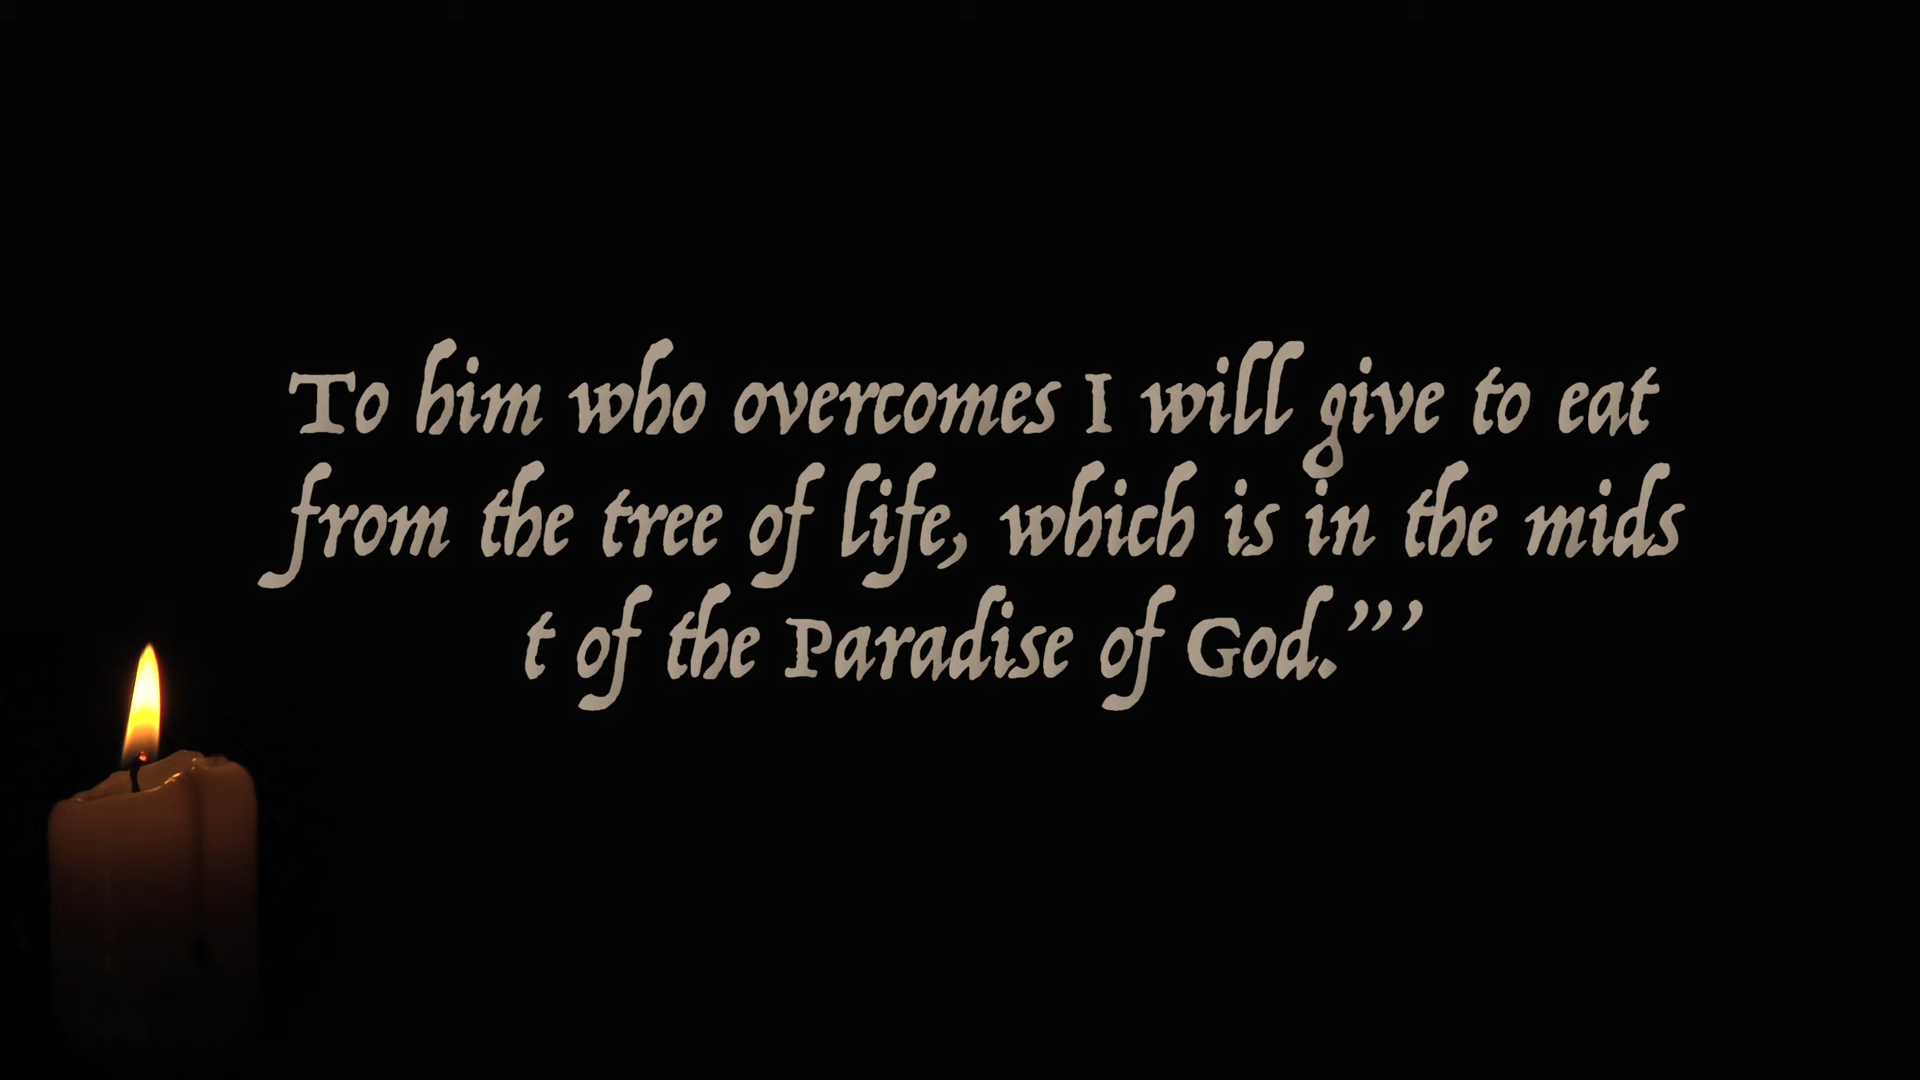 To him who overcomes I will give to eat
from the tree of life, which is in the mids
t of the Paradise of God.”’